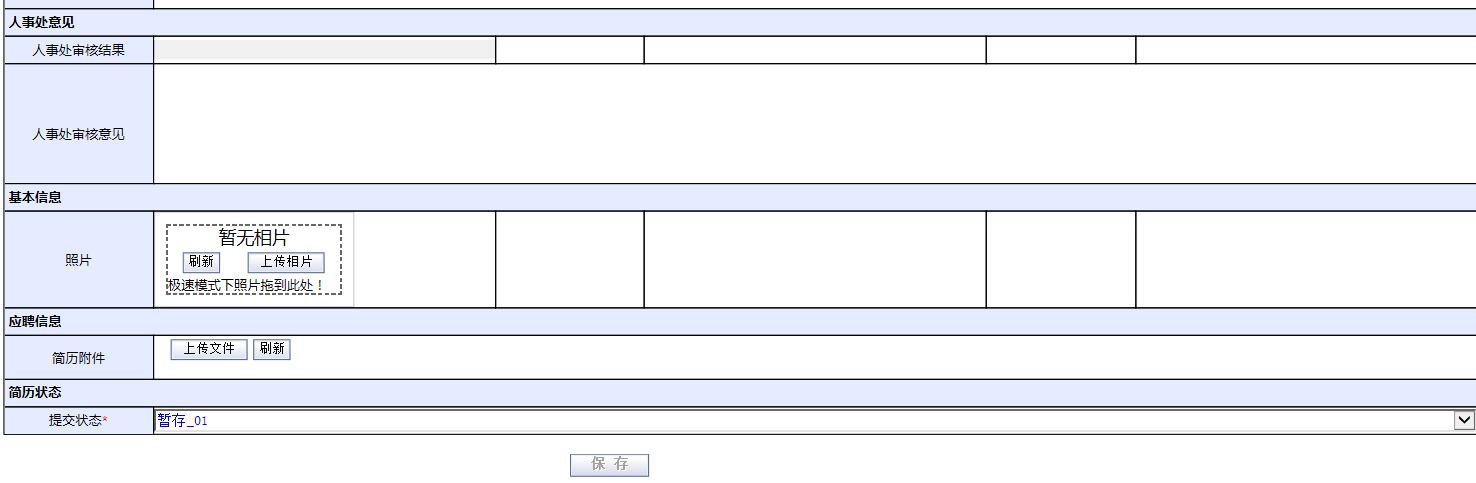 人事处意见
人事处审核结果
人事处审核意见
基本信息
照片
暂无相片
刷新 上传相片
极速模式下照片拖到此处！
应聘信息
简历附件 上传文件 刷新
简历状态
提交状态* 暂存_01
保 存